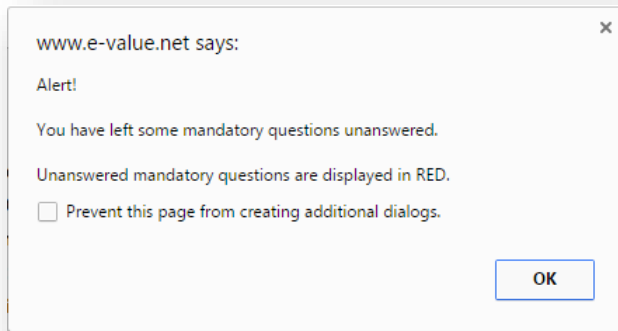 www.e-value.net says:
Alert!
You have left some mandatory questions unanswered.
Unanswered mandatory questions are displayed in RED.
Prevent this page from creating additional dialogs.
OK